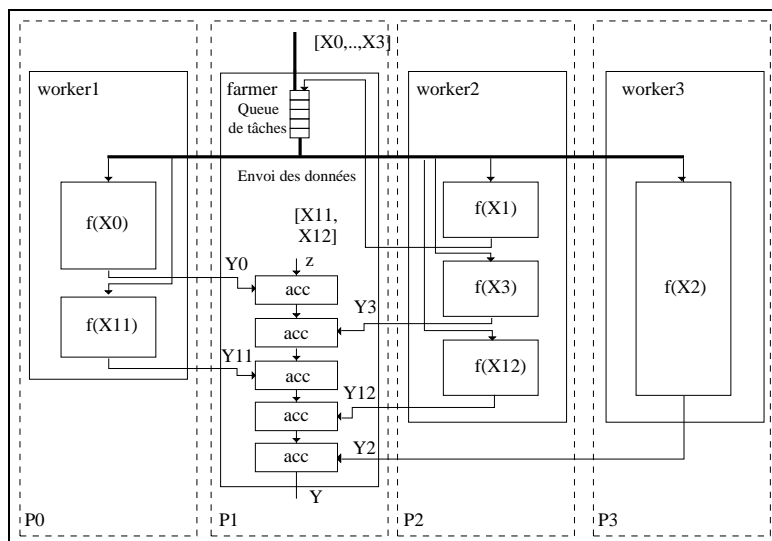 [X0,..,X3]
worker1
farmer
worker2
worker3
Queue
de tâches
Envoi des données
f(X0)
f(X1)
[X11,
X12]
Y0
z
acc
f(X3)
f(X2)
f(X11)
Y3
acc
Y11
acc
f(X12)
Y12
acc
Y2
acc
Y
P0
P1
P2
P3